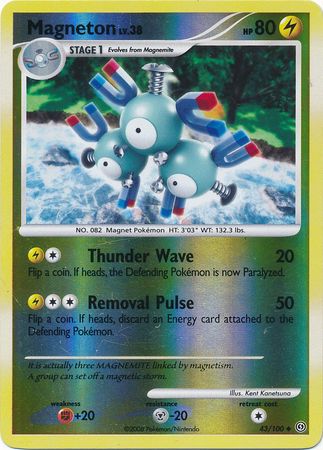 Magneton LV.38
HP 80
STAGE 1 Evolves from Magnemite
NO. 082 Magnet Pokémon HT: 3'03" WT: 132.3 lbs.
Thunder Wave 20
Flip a coin. If heads, the Defending Pokémon is now Paralyzed.
Removal Pulse 50
Flip a coin. If heads, discard an Energy card attached to the
Defending Pokémon.
It is actually three MAGNEMITE linked by magnetism.
A group can set off a magnetic storm.
Illus. Kent Kanetsuna
weakness resistance retreat cost
+20 -20
©2008 Pokémon/Nintendo 43/100